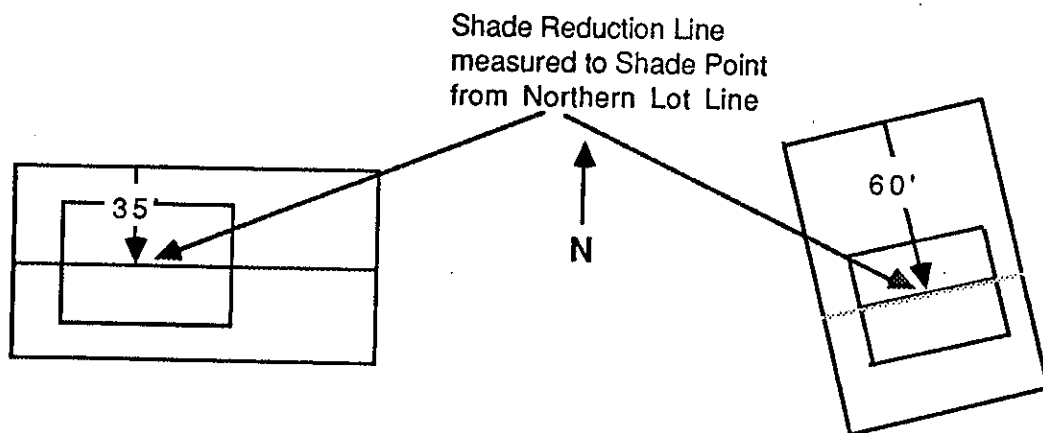 Shade Reduction Line
measured to Shade Point
from Northern Lot Line
35'
60'
N